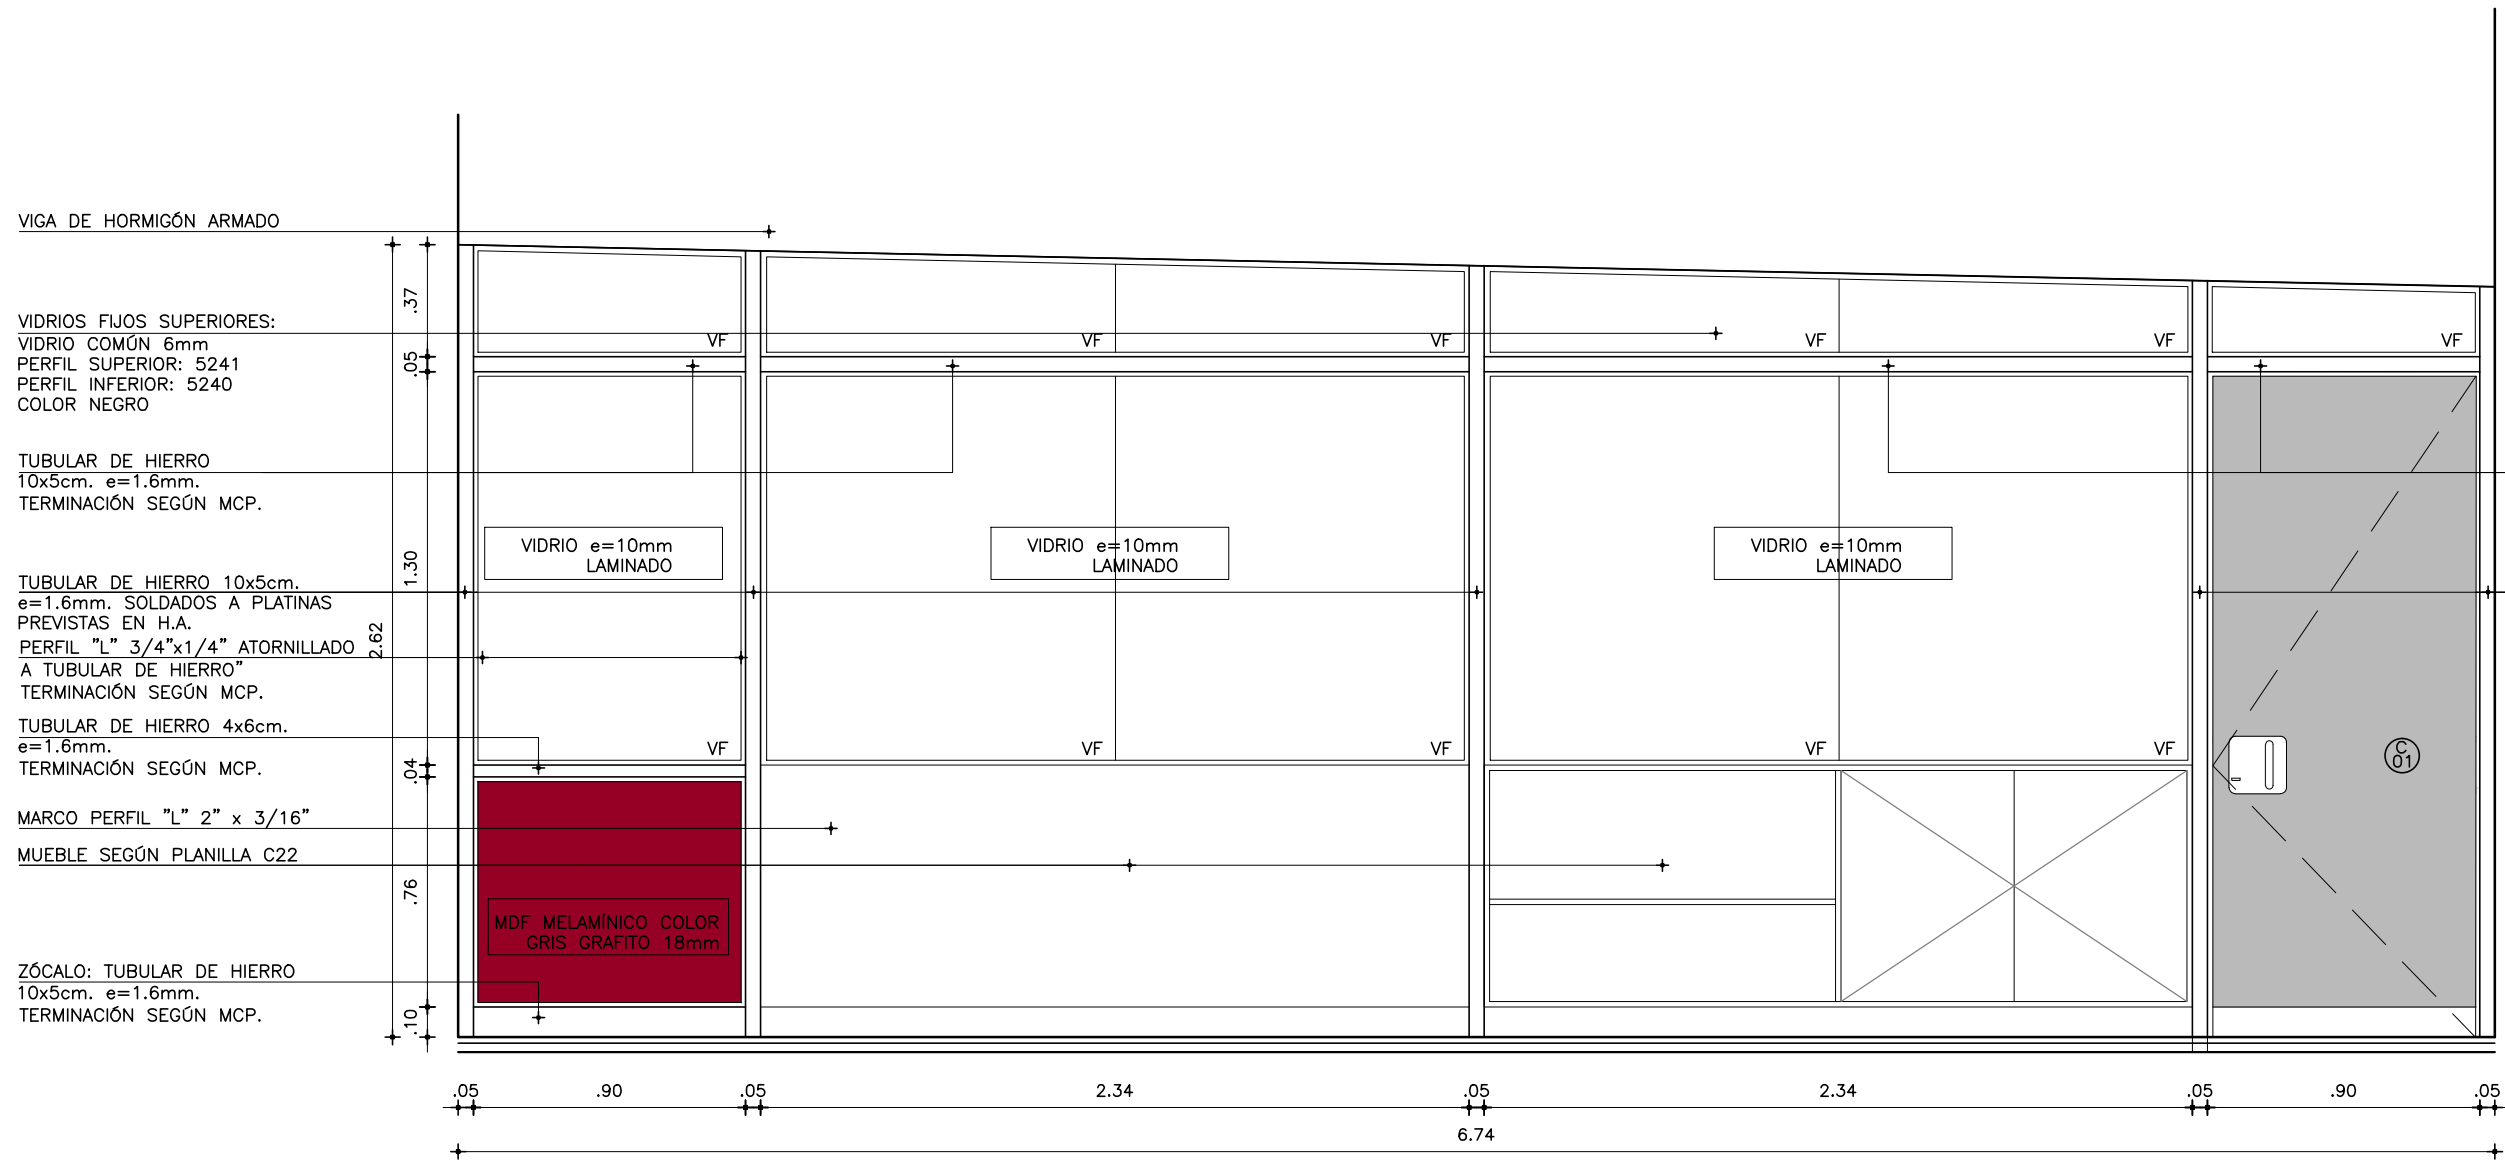 VIGA DE HORMIGÓN ARMADO
VIDRIOS FIJOS SUPERIORES:
VIDRIO COMÚN 6mm
PERFIL SUPERIOR: 5241
PERFIL INFERIOR: 5240
COLOR NEGRO
TUBULAR DE HIERRO
10x5cm. e=1.6mm.
TERMINACIÓN SEGÚN MCP.
TUBULAR DE HIERRO 10x5cm.
e=1.6mm. SOLDADOS A PLATINAS
PREVISTAS EN H.A.
PERFIL "L" 3/4"x1/4" ATORNILLADO
A TUBULAR DE HIERRO"
TERMINACIÓN SEGÚN MCP.
TUBULAR DE HIERRO 4x6cm.
e=1.6mm.
TERMINACIÓN SEGÚN MCP.
MARCO PERFIL "L" 2" x 3/16"
MUEBLE SEGÚN PLANILLA C22
ZÓCALO: TUBULAR DE HIERRO
10x5cm. e=1.6mm.
TERMINACIÓN SEGÚN MCP.
2.62
.37
.05
1.30
.04
.76
.10
VF
VF
VF
VF
VF
VF
VIDRIO e=10mm
LAMINADO
VIDRIO e=10mm
LAMINADO
VIDRIO e=10mm
LAMINADO
VF
VF
VF
VF
VF
C
01
MDF MELAMÍNICO COLOR
GRIS GRAFITO 18mm
.05
.90
.05
2.34
.05
2.34
.05
.90
.05
6.74